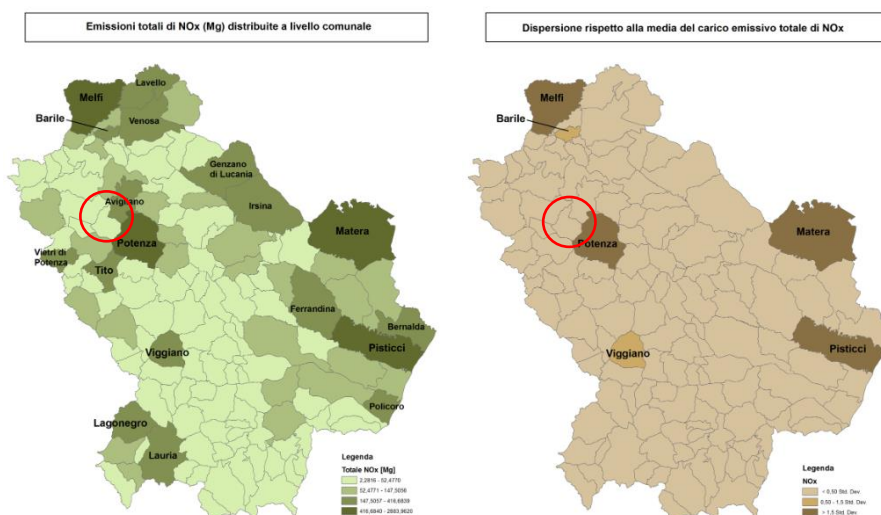 Emissioni totali di NOx (Mg) distribuite a livello comunale
Lavello
Melfi
Barile
Venosa
Genzano
di Lucania
Avigliano
Irsina
Potenza
Matera
Vietri di
Potenza
Tito
Ferrandina
Bernalda
Viggiano
Pisticci
Policoro
Lagonegro
Lauria
Legenda
Totale NOx [Mg]
2,2816 - 52,4770
52,4771 - 147,5056
147,5057 - 416,6839
416,6840 - 2883,9620
Dispersione rispetto alla media del carico emissivo totale di NOx
Melfi
Barile
Potenza
Matera
Viggiano
Pisticci
Legenda
NOx
< 0,50 Std. Dev.
0,50 - 1,5 Std. Dev.
> 1,5 Std. Dev.